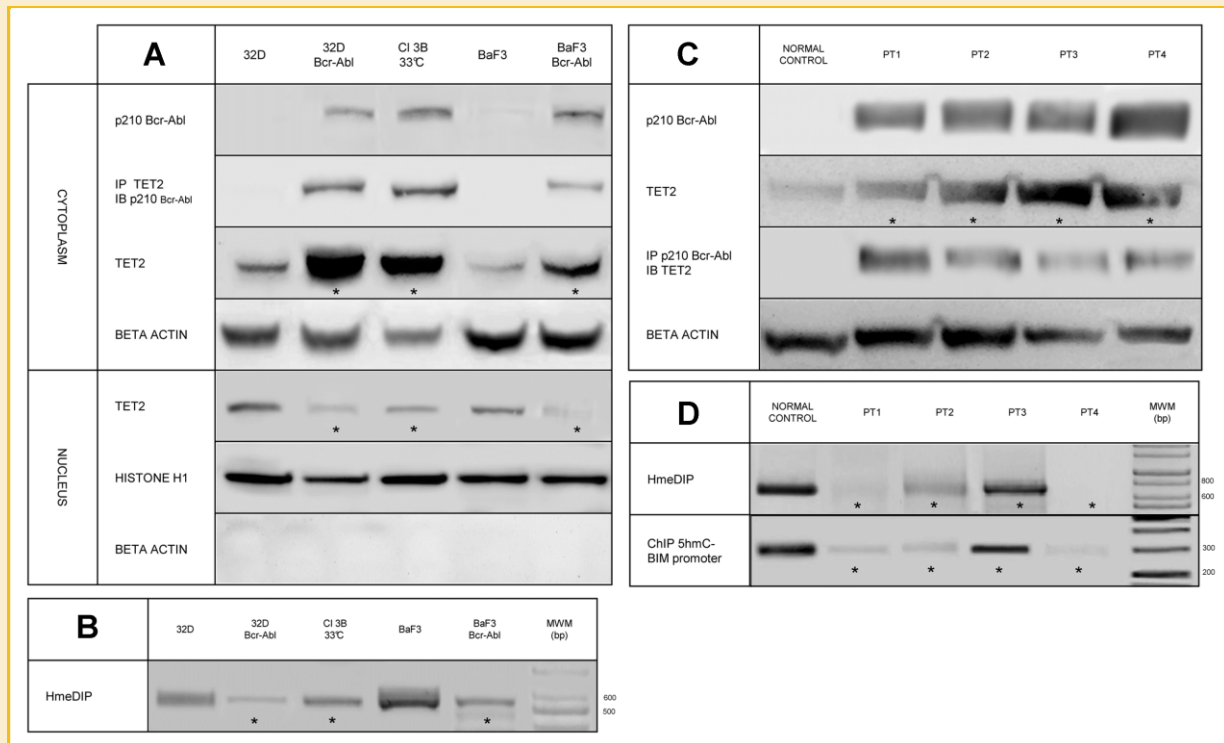 A
32D
32D
Bcr-Abl
Cl 3B
33°C
BaF3
BaF3
Bcr-Abl
CYTOPLASM
p210 Bcr-Abl
IP TET2
IB p210 Bcr-Abl
TET2
* * *
BETA ACTIN
NUCLEUS
TET2
* * *
HISTONE H1
BETA ACTIN
B
32D
32D
Bcr-Abl
Cl 3B
33°C
BaF3
BaF3
Bcr-Abl
MWM
(bp)
HmeDIP
* * *
600
500
C
NORMAL
CONTROL
PT1
PT2
PT3
PT4
p210 Bcr-Abl
TET2
* * * *
IP p210 Bcr-Abl
IB TET2
BETA ACTIN
D
NORMAL
CONTROL
PT1
PT2
PT3
PT4
MWM
(bp)
HmeDIP
* * * *
800
600
ChIP 5hmC-
BIM promoter
* * * *
300
200